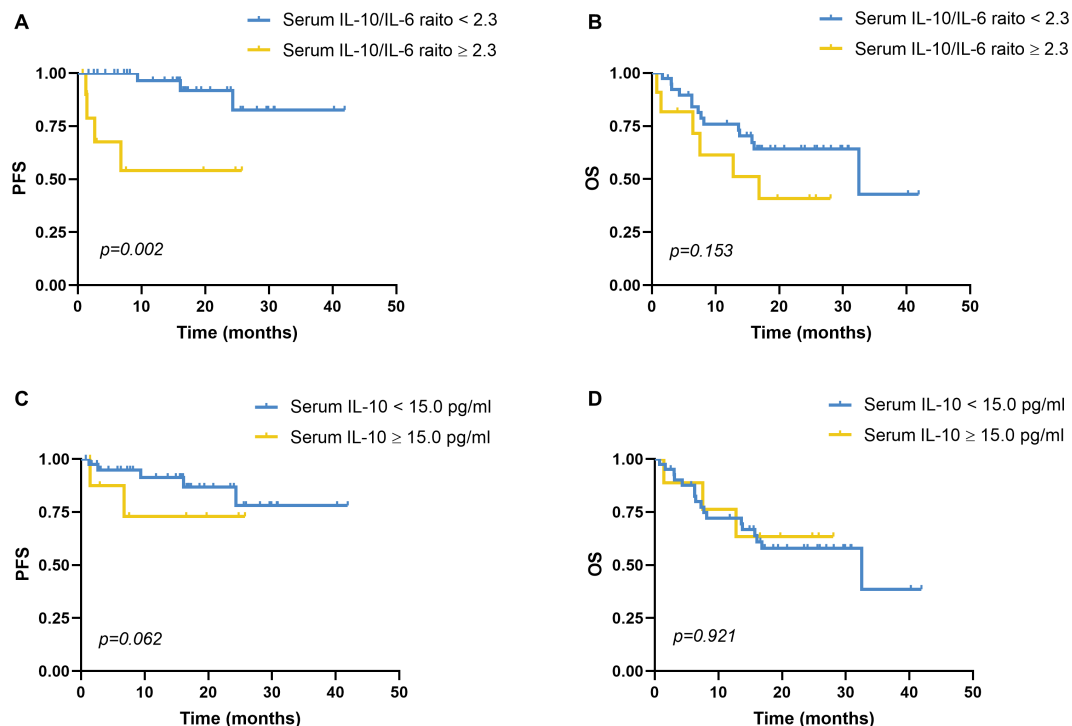 A
Serum IL-10/IL-6 raito < 2.3
Serum IL-10/IL-6 raito ≥ 2.3
1.00
0.75
0.50
0.25
0.00
PFS
p=0.002
0 10 20 30 40 50
Time (months)
B
Serum IL-10/IL-6 raito < 2.3
Serum IL-10/IL-6 raito ≥ 2.3
1.00
0.75
0.50
0.25
0.00
OS
p=0.153
0 10 20 30 40 50
Time (months)
C
Serum IL-10 < 15.0 pg/ml
Serum IL-10 ≥ 15.0 pg/ml
1.00
0.75
0.50
0.25
0.00
PFS
p=0.062
0 10 20 30 40 50
Time (months)
D
Serum IL-10 < 15.0 pg/ml
Serum IL-10 ≥ 15.0 pg/ml
1.00
0.75
0.50
0.25
0.00
OS
p=0.921
0 10 20 30 40 50
Time (months)